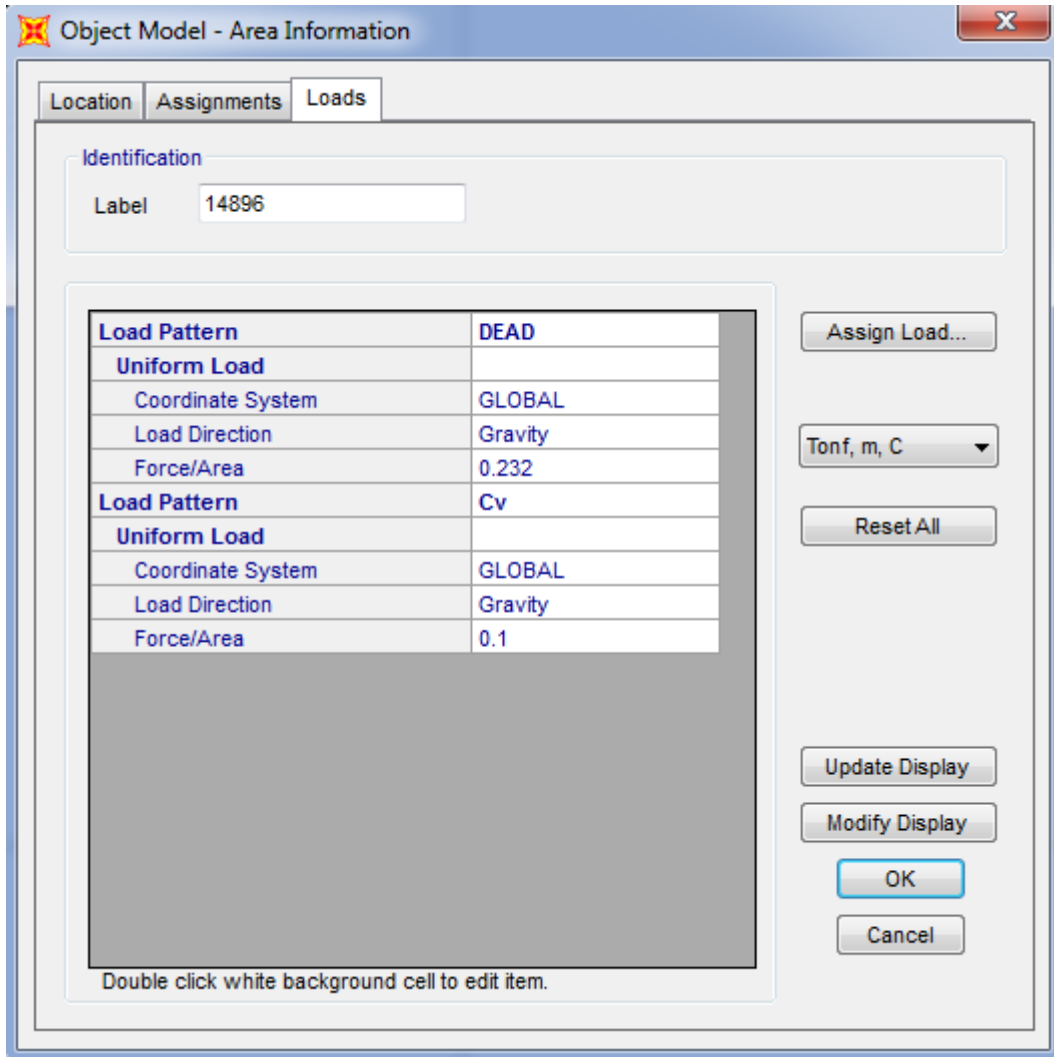 Object Model - Area Information
Location Assignments Loads
Identification
Label 14896
Load Pattern DEAD
Uniform Load
Coordinate System GLOBAL
Load Direction Gravity
Force/Area 0.232
Load Pattern Cv
Uniform Load
Coordinate System GLOBAL
Load Direction Gravity
Force/Area 0.1
Double click white background cell to edit item.
Assign Load...
Tonf, m, C
Reset All
Update Display
Modify Display
OK
Cancel